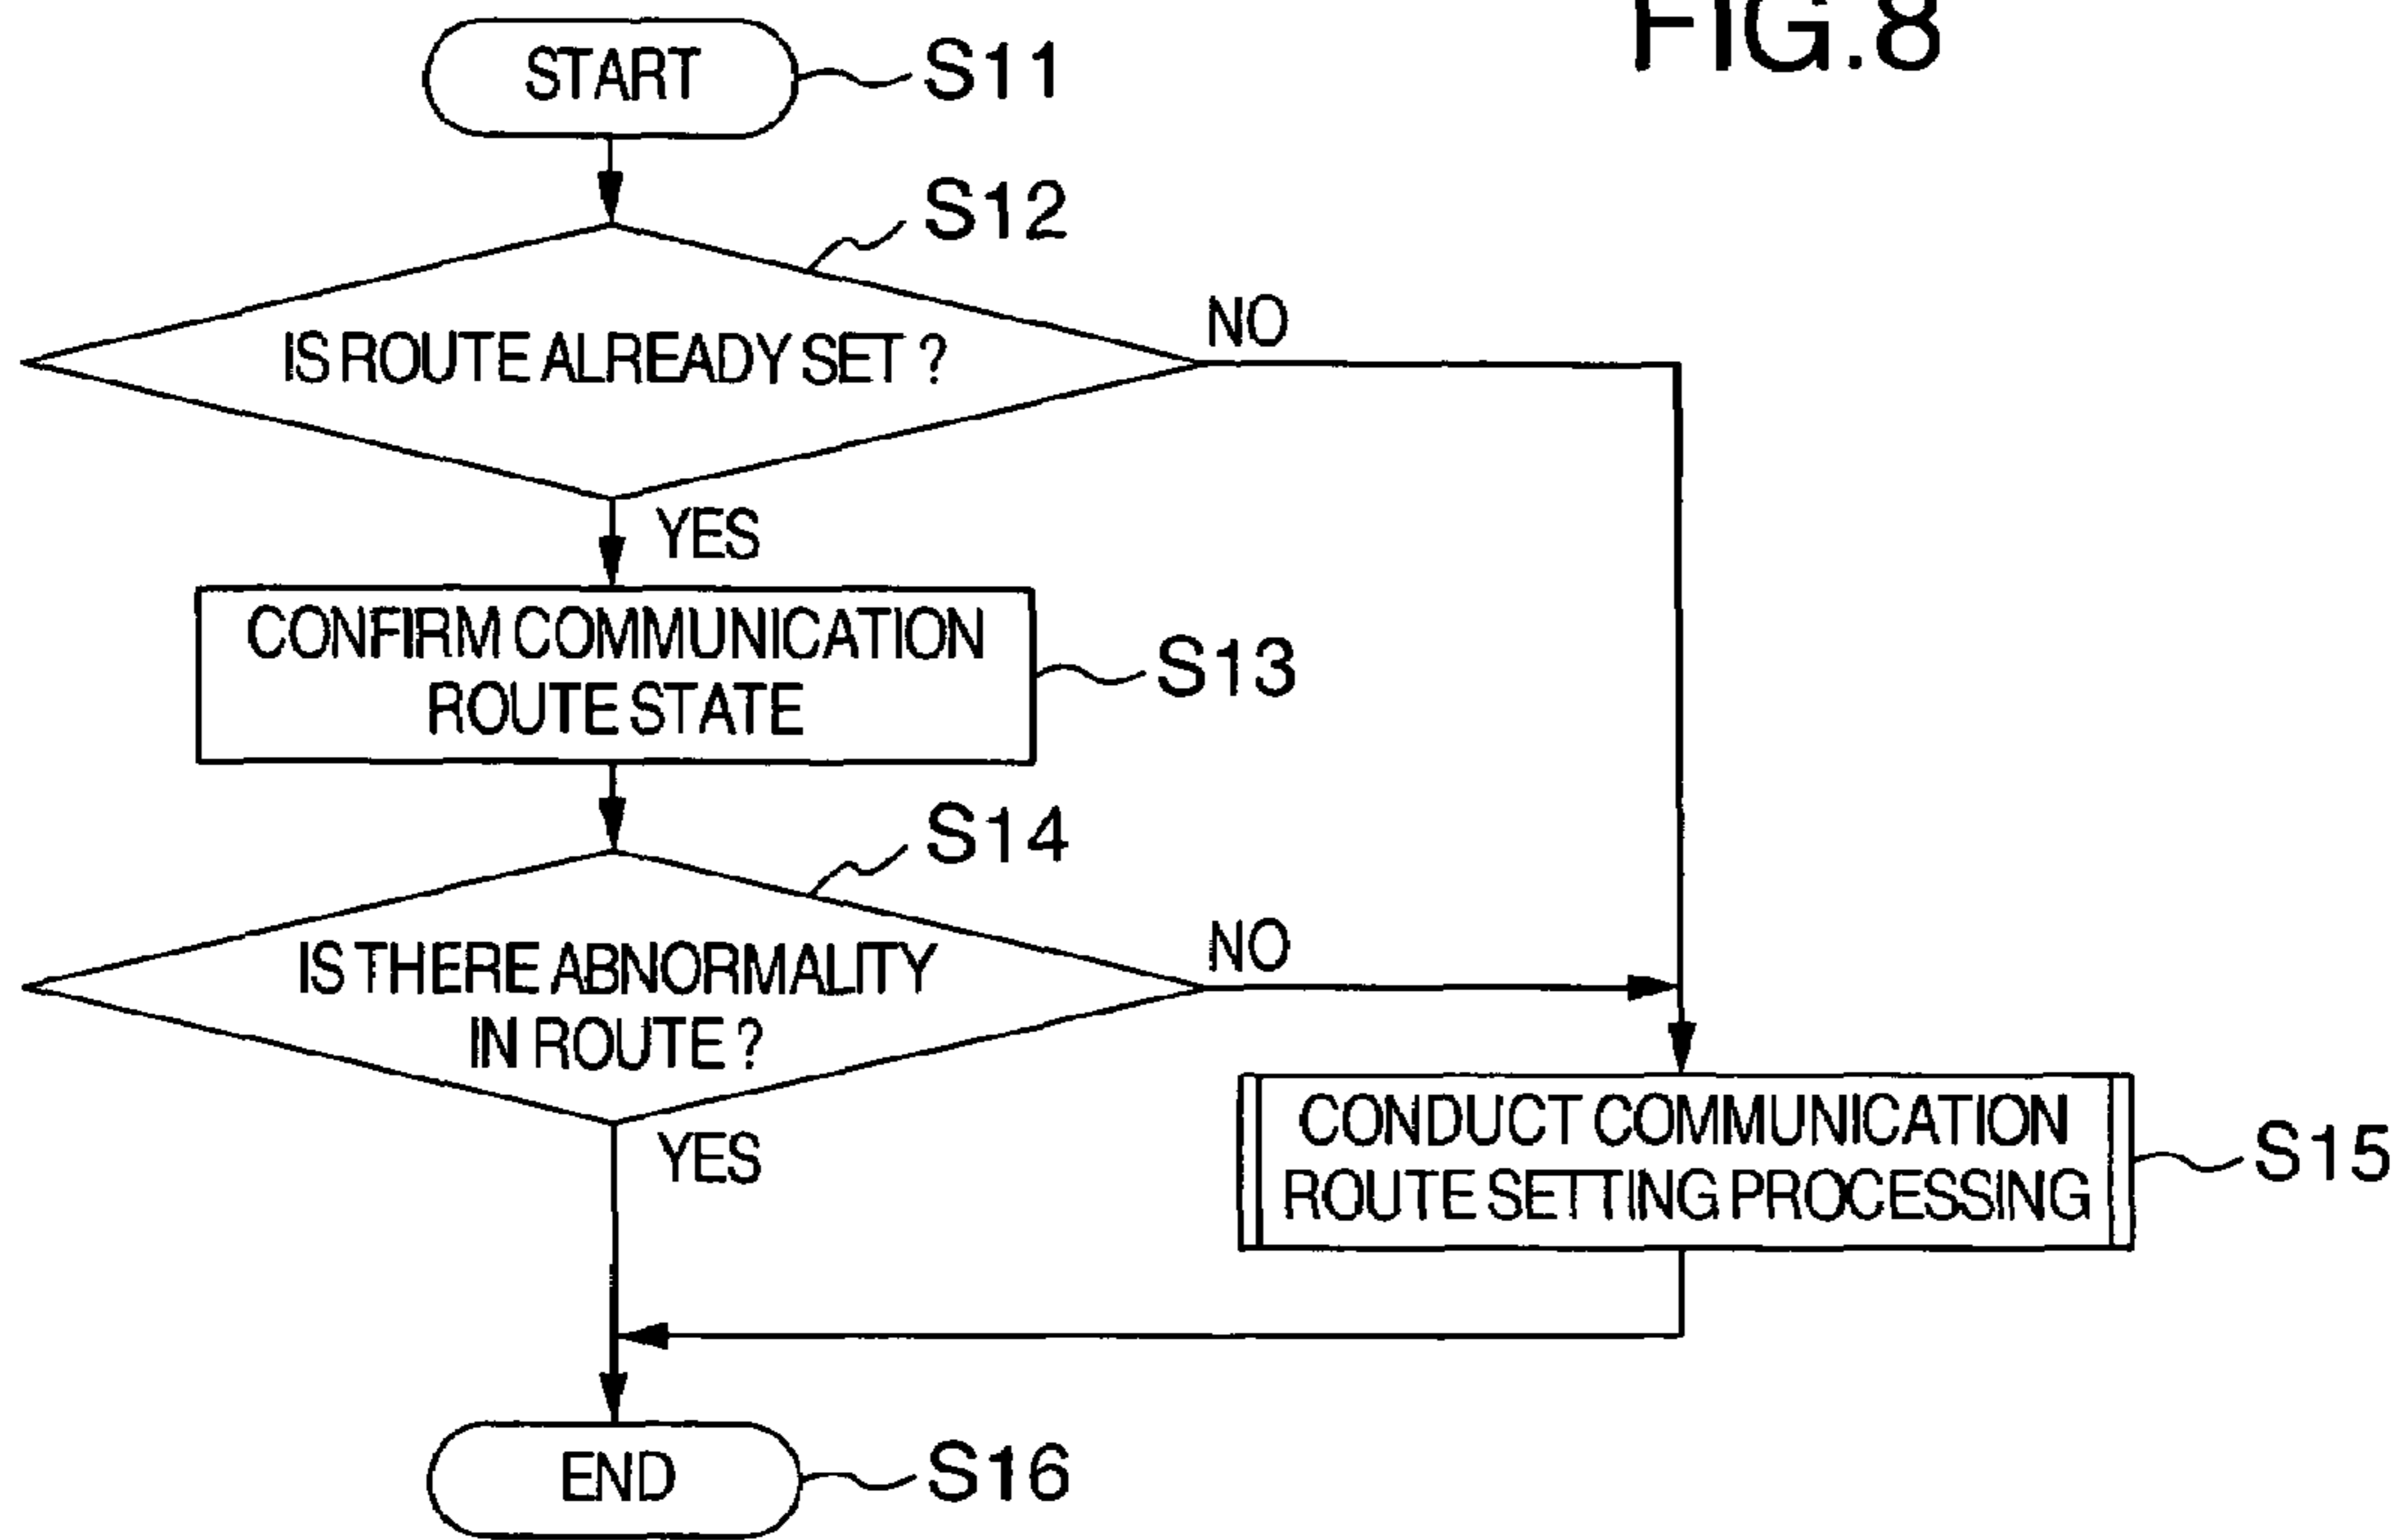 FIG.8
START
S11
S12
IS ROUTE ALREADY SET ?
NO
YES
CONFIRM COMMUNICATION
ROUTE STATE
S13
S14
IS THERE ABNORMALITY
IN ROUTE ?
NO
YES
CONDUCT COMMUNICATION
ROUTE SETTING PROCESSING
S15
END
S16